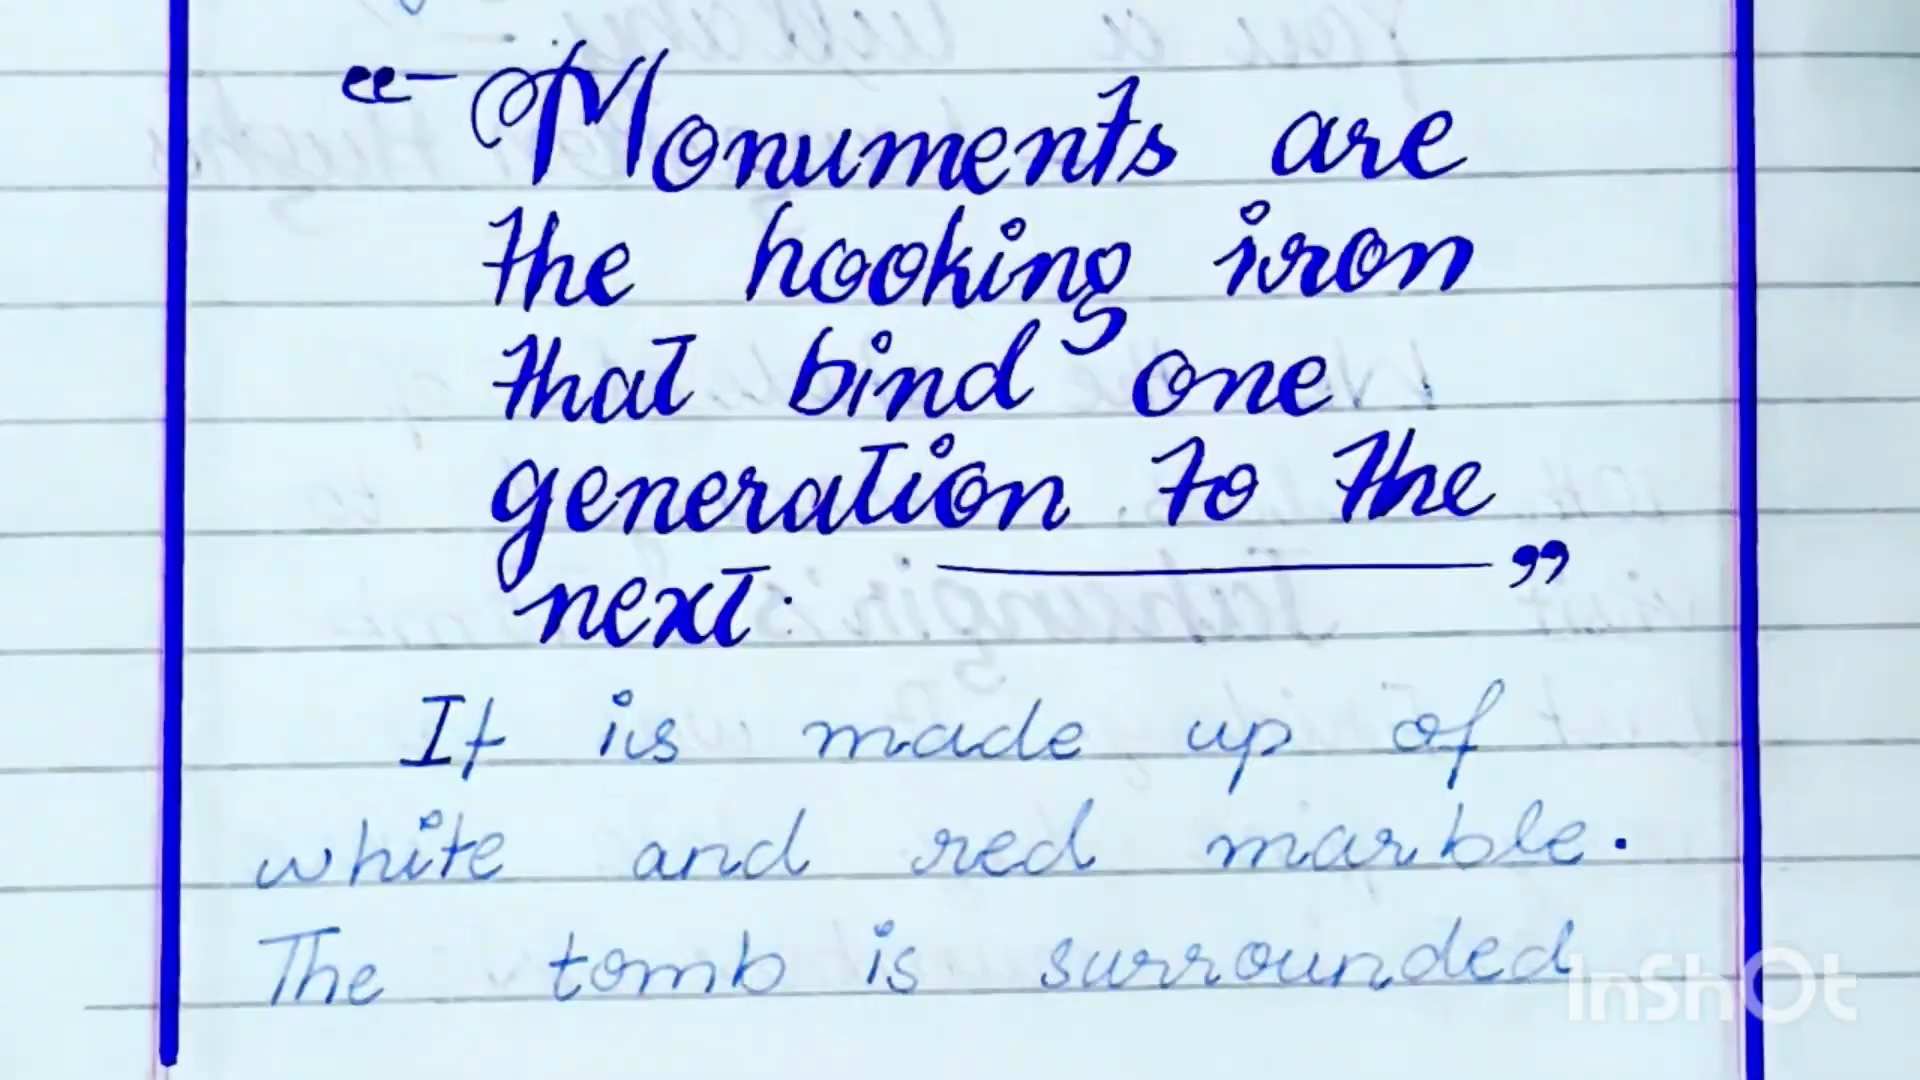 “ Monuments are
the hooking iron
that bind one
generation to the
next. ”
It is made up of
white and red marble.
The tomb is surrounded
InShOt